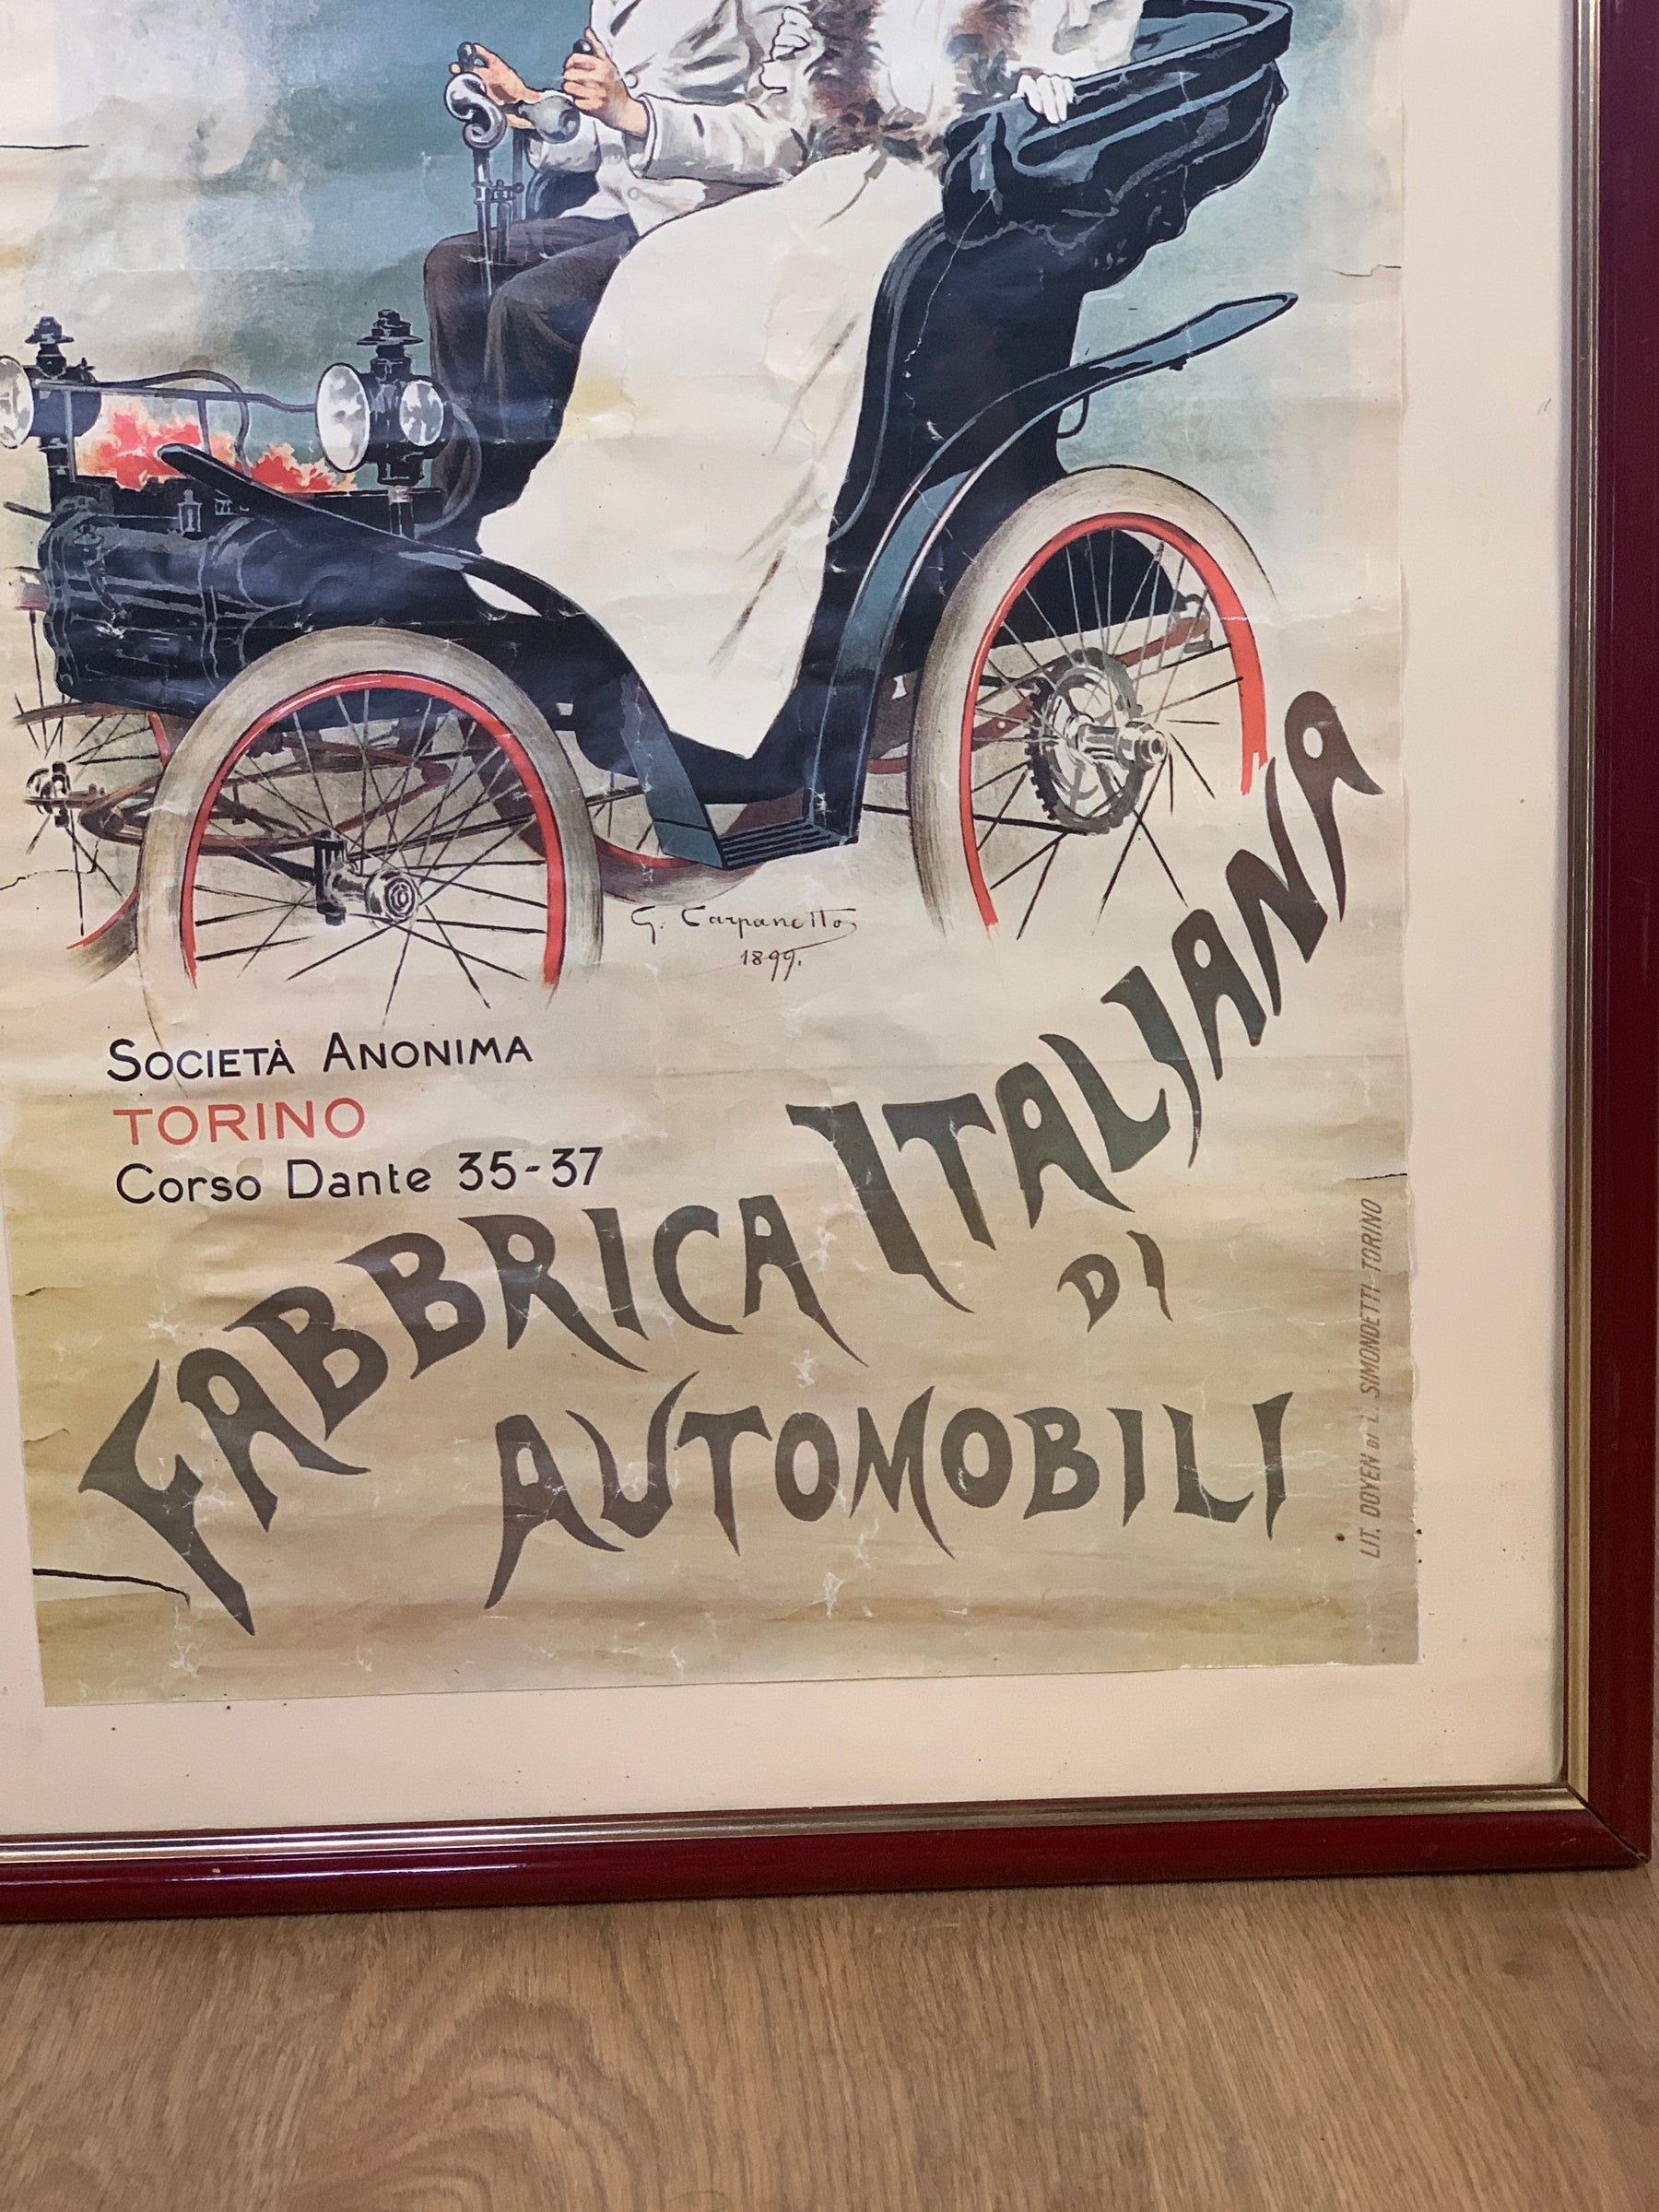 G. Carpanetto
1899.
SOCIETÀ ANONIMA
TORINO
Corso Dante 35-37
FABBRICA ITALIANA
DI
AUTOMOBILI
LIT. DOYEN DI L. SIMONDETTI-TORINO